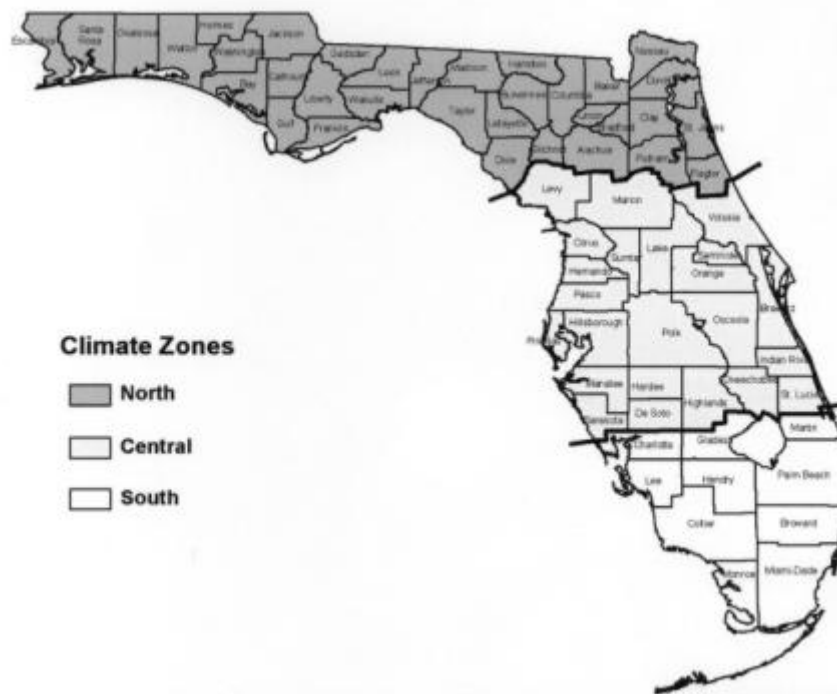 Escambia
Santa
Rosa
Okaloosa
Walton
Holmes
Washington
Jackson
Bay
Calhoun
Gulf
Liberty
Gadsden
Franklin
Leon
Wakulla
Jefferson
Madison
Taylor
Hamilton
Suwannee
Lafayette
Dixie
Columbia
Gilchrist
Baker
Union
Bradford
Alachua
Nassau
Duval
Clay
St. Johns
Putnam
Flagler
Levy
Marion
Volusia
Citrus
Sumter
Lake
Seminole
Orange
Hernando
Pasco
Hillsborough
Polk
Osceola
Brevard
Indian River
Manatee
Hardee
Highlands
Okeechobee
St. Lucie
Sarasota
De Soto
Martin
Charlotte
Glades
Lee
Hendry
Palm Beach
Collier
Broward
Monroe
Miami-Dade
Climate Zones
North
Central
South